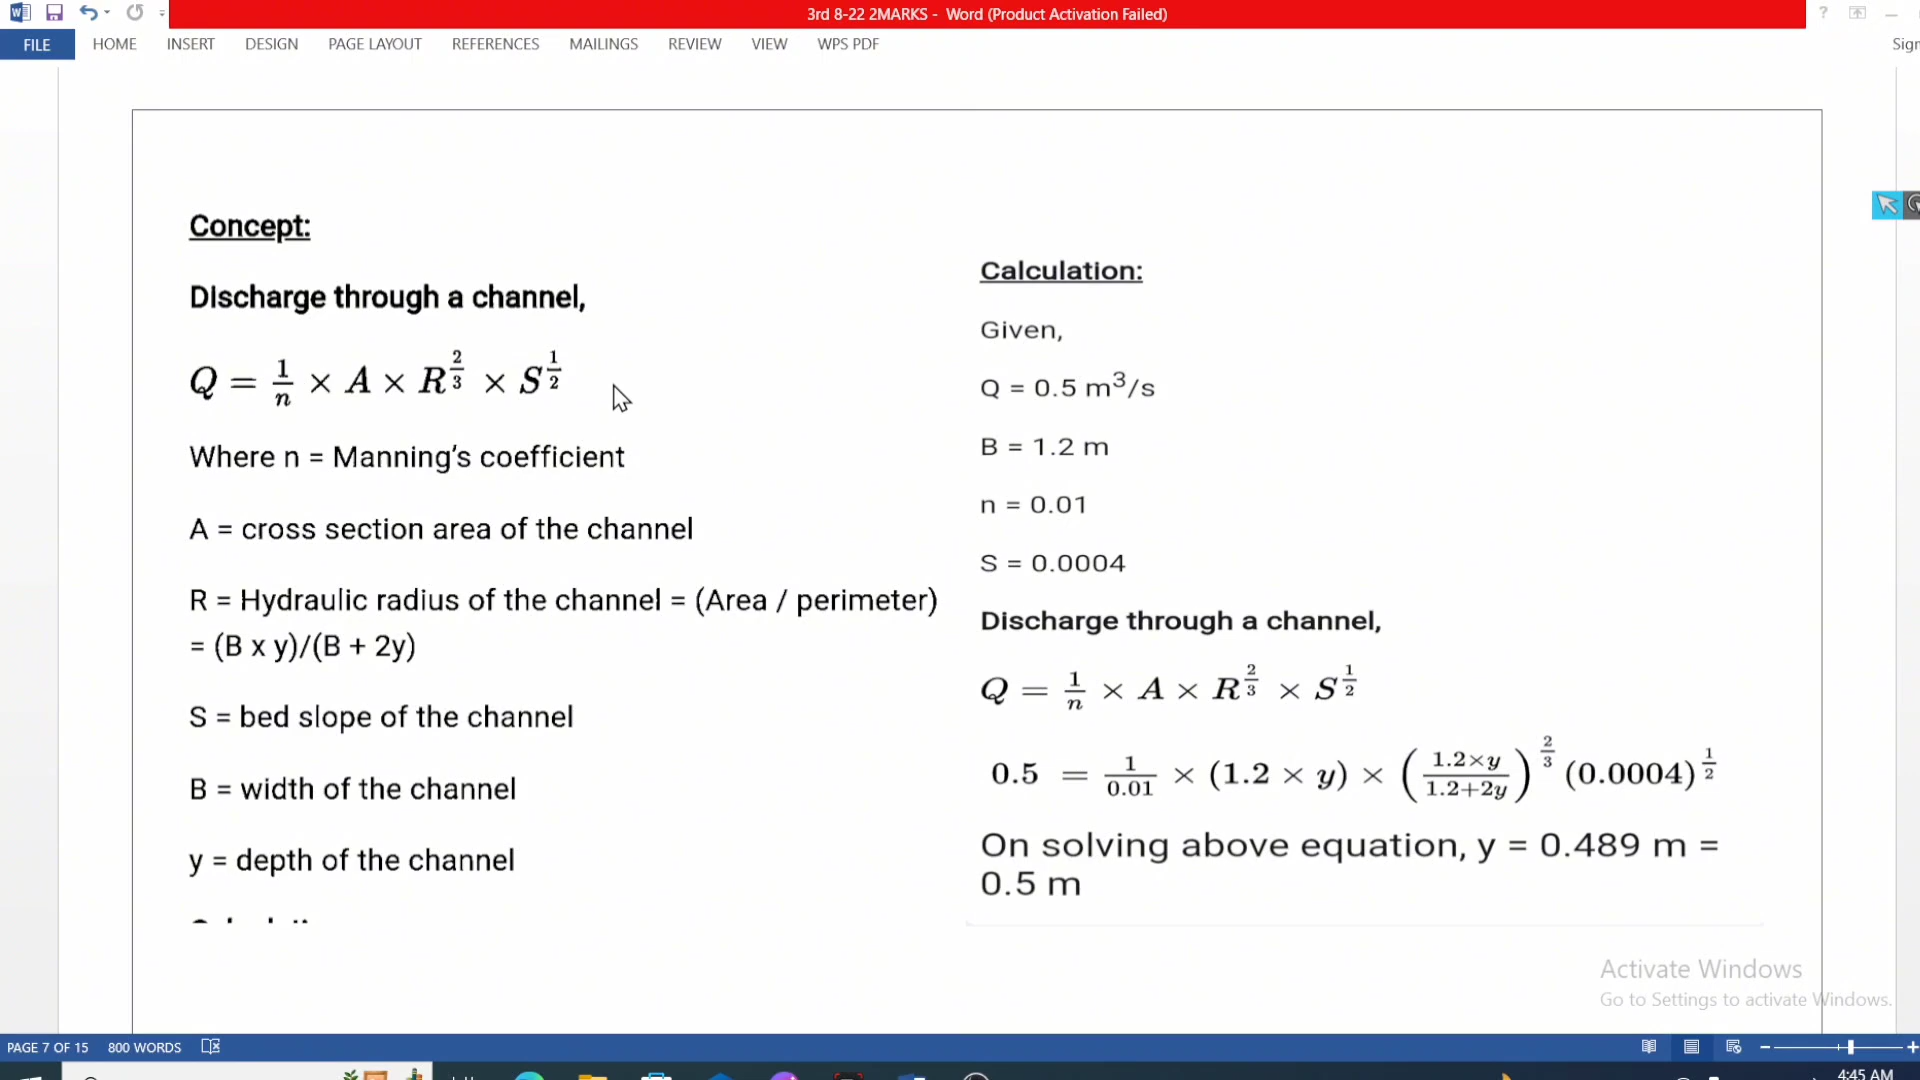 3rd 8-22 2MARKS - Word (Product Activation Failed)
FILE HOME INSERT DESIGN PAGE LAYOUT REFERENCES MAILINGS REVIEW VIEW WPS PDF
Concept:
Discharge through a channel,
Q = 1/n × A × R^(2/3) × S^(1/2)
Where n = Manning's coefficient
A = cross section area of the channel
R = Hydraulic radius of the channel = (Area / perimeter)
= (B x y)/(B + 2y)
S = bed slope of the channel
B = width of the channel
y = depth of the channel
Calculation:
Given,
Q = 0.5 m³/s
B = 1.2 m
n = 0.01
S = 0.0004
Discharge through a channel,
Q = 1/n × A × R^(2/3) × S^(1/2)
0.5 = 1/0.01 × (1.2 × y) × ((1.2×y)/(1.2+2y))^(2/3) (0.0004)^(1/2)
On solving above equation, y = 0.489 m =
0.5 m
Activate Windows
Go to Settings to activate Windows.
PAGE 7 OF 15 800 WORDS
4:45 AM